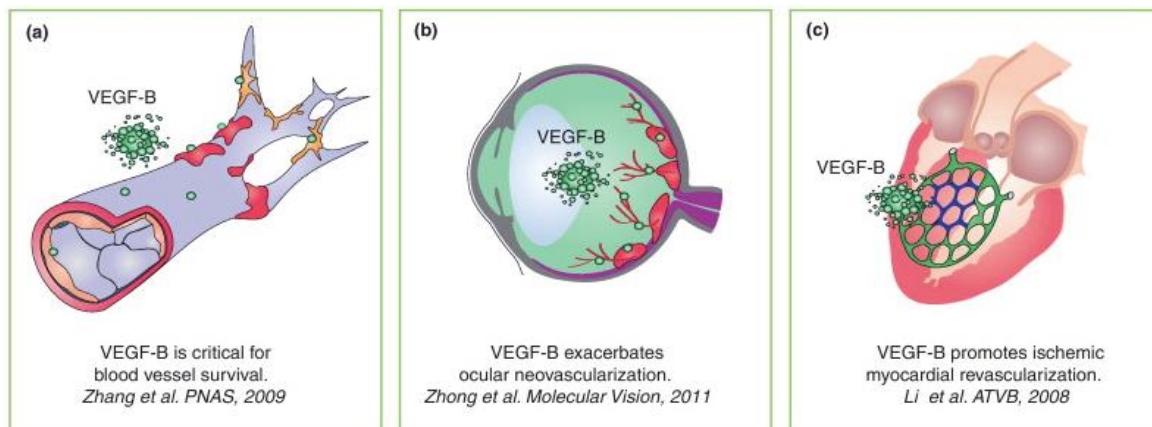 (a)
VEGF-B
VEGF-B is critical for
blood vessel survival.
Zhang et al. PNAS, 2009
(b)
VEGF-B
VEGF-B exacerbates
ocular neovascularization.
Zhong et al. Molecular Vision, 2011
(c)
VEGF-B
VEGF-B promotes ischemic
myocardial revascularization.
Li et al. ATVB, 2008